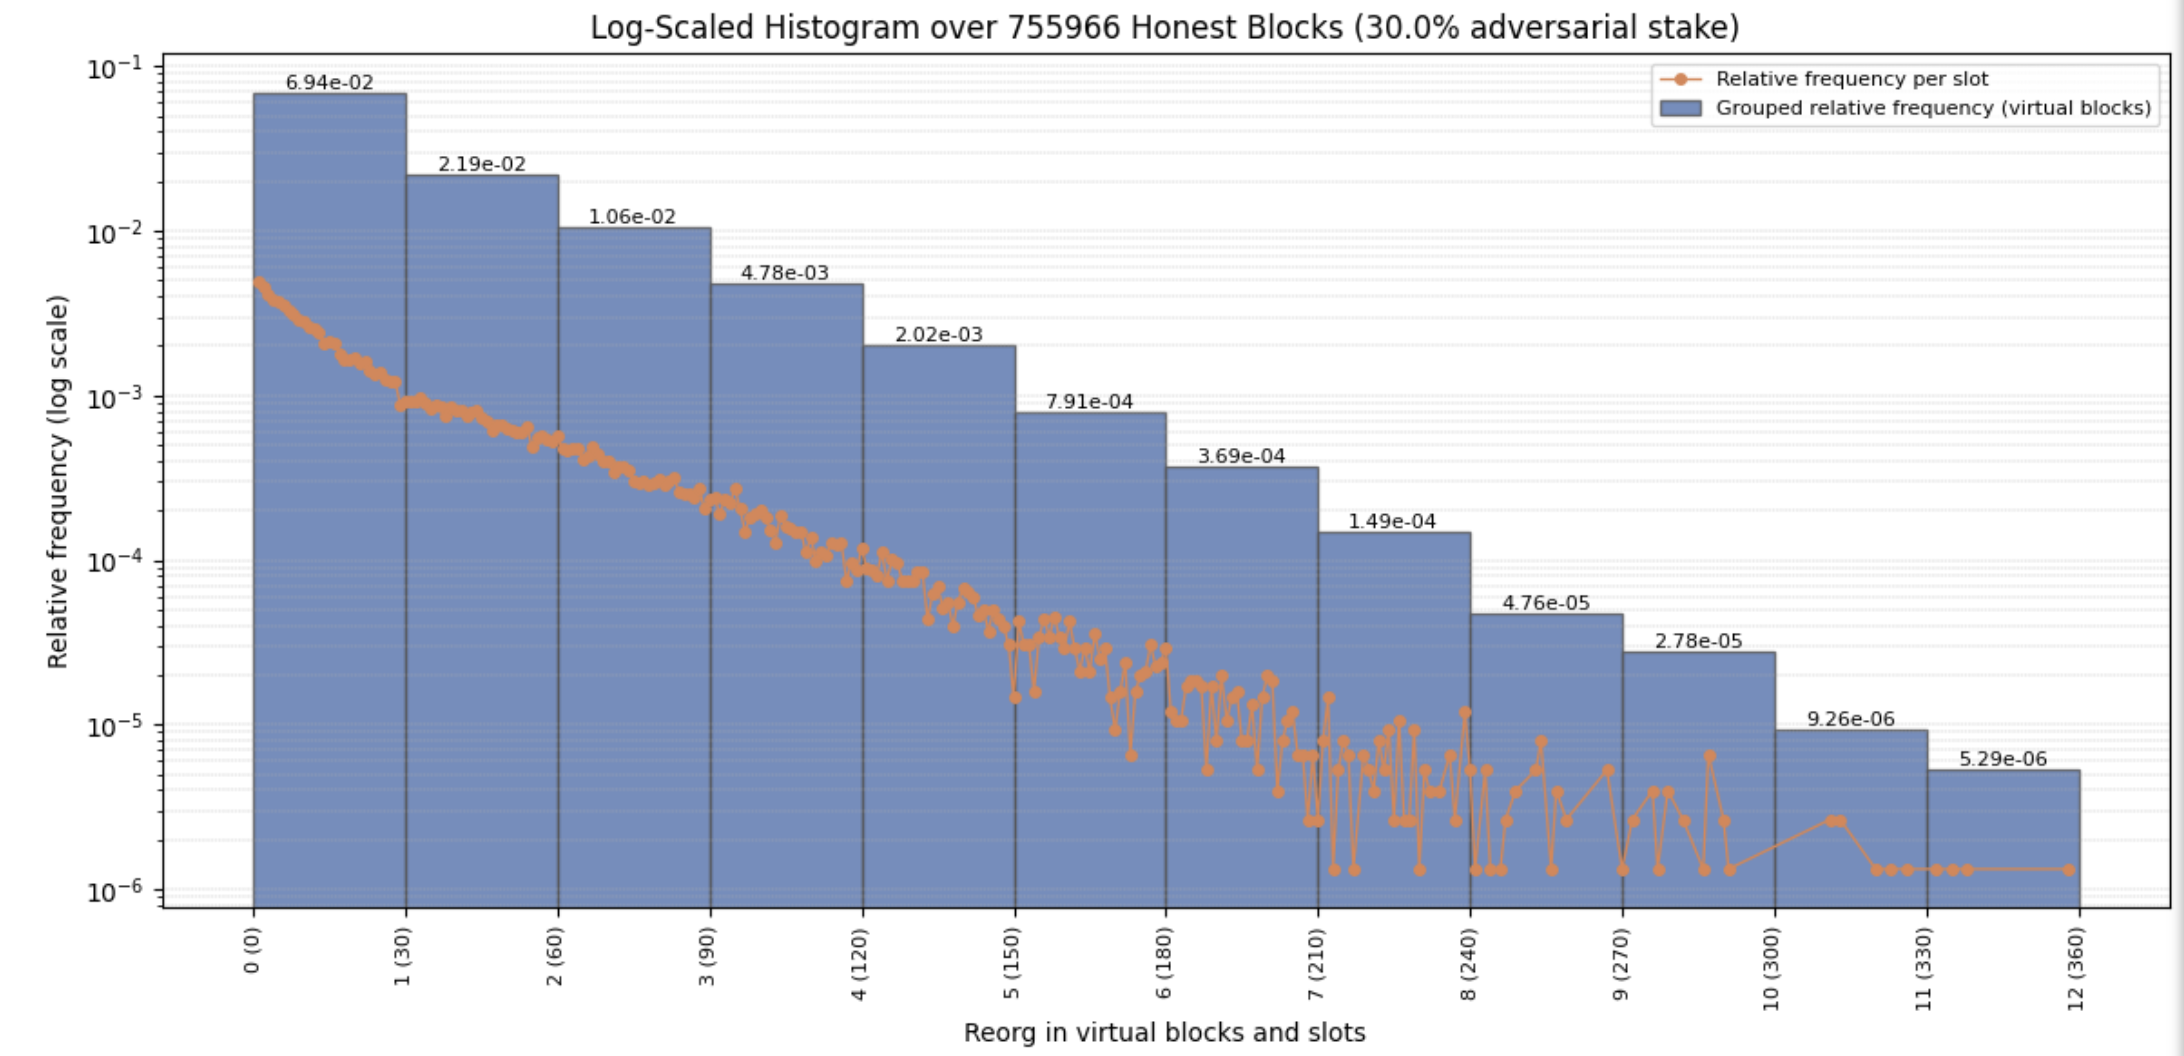 Log-Scaled Histogram over 755966 Honest Blocks (30.0% adversarial stake)
Relative frequency per slot
Grouped relative frequency (virtual blocks)
Relative frequency (log scale)
10⁻¹
10⁻²
10⁻³
10⁻⁴
10⁻⁵
10⁻⁶
6.94e-02
2.19e-02
1.06e-02
4.78e-03
2.02e-03
7.91e-04
3.69e-04
1.49e-04
4.76e-05
2.78e-05
9.26e-06
5.29e-06
0 (0)
1 (30)
2 (60)
3 (90)
4 (120)
5 (150)
6 (180)
7 (210)
8 (240)
9 (270)
10 (300)
11 (330)
12 (360)
Reorg in virtual blocks and slots